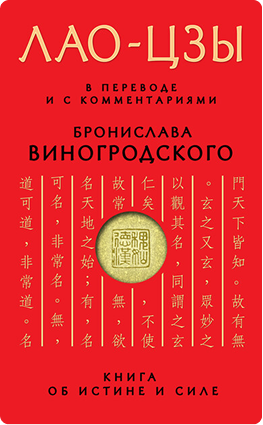 ЛАО-ЦЗЫ
В ПЕРЕВОДЕ
И С КОММЕНТАРИЯМИ
БРОНИСЛАВА
ВИНОГРОДСКОГО
道可道，非常道。名
可名，非常名。無，
名天地之始；有，名
故常 無，欲
仁矣 ，不使
以觀其名，同謂之玄
。玄之又玄，眾妙之
門天下皆知。故有無
КНИГА
ОБ ИСТИНЕ И СИЛЕ